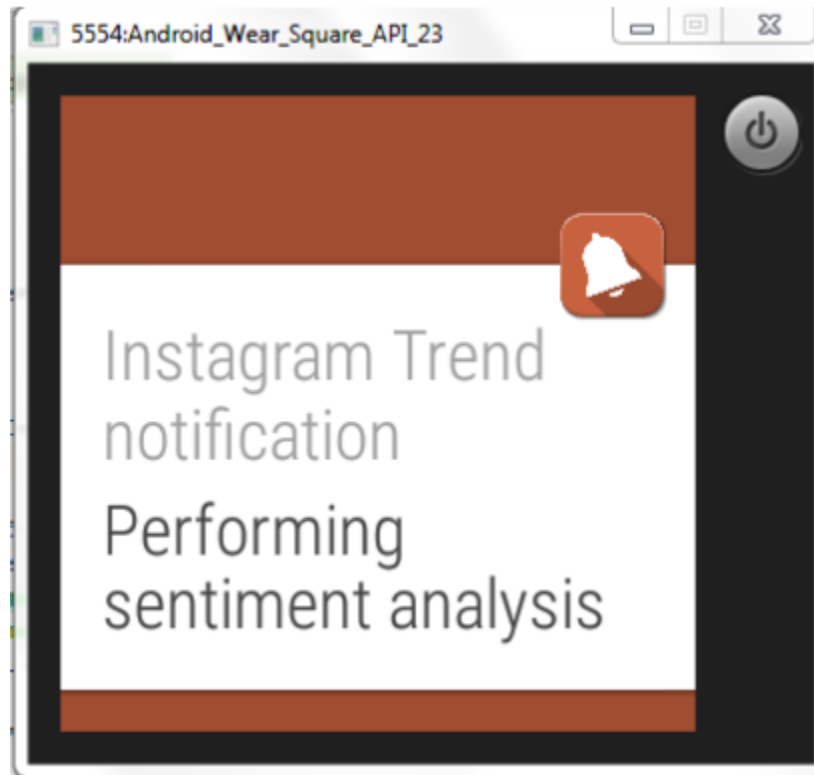 5554:Android_Wear_Square_API_23
Instagram Trend
notification
Performing
sentiment analysis